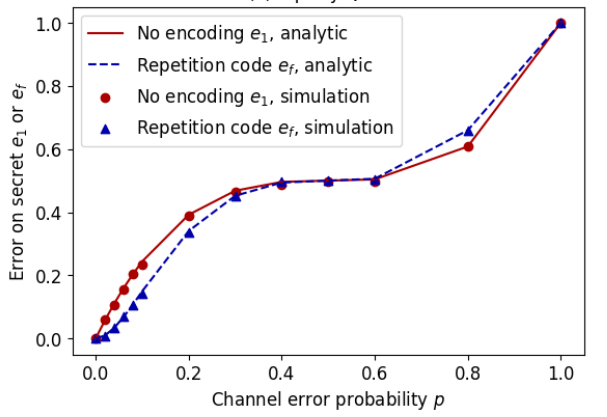 1.0
0.8
0.6
0.4
0.2
0.0
Error on secret e₁ or e_f
No encoding e₁, analytic
Repetition code e_f, analytic
No encoding e₁, simulation
Repetition code e_f, simulation
0.0 0.2 0.4 0.6 0.8 1.0
Channel error probability p